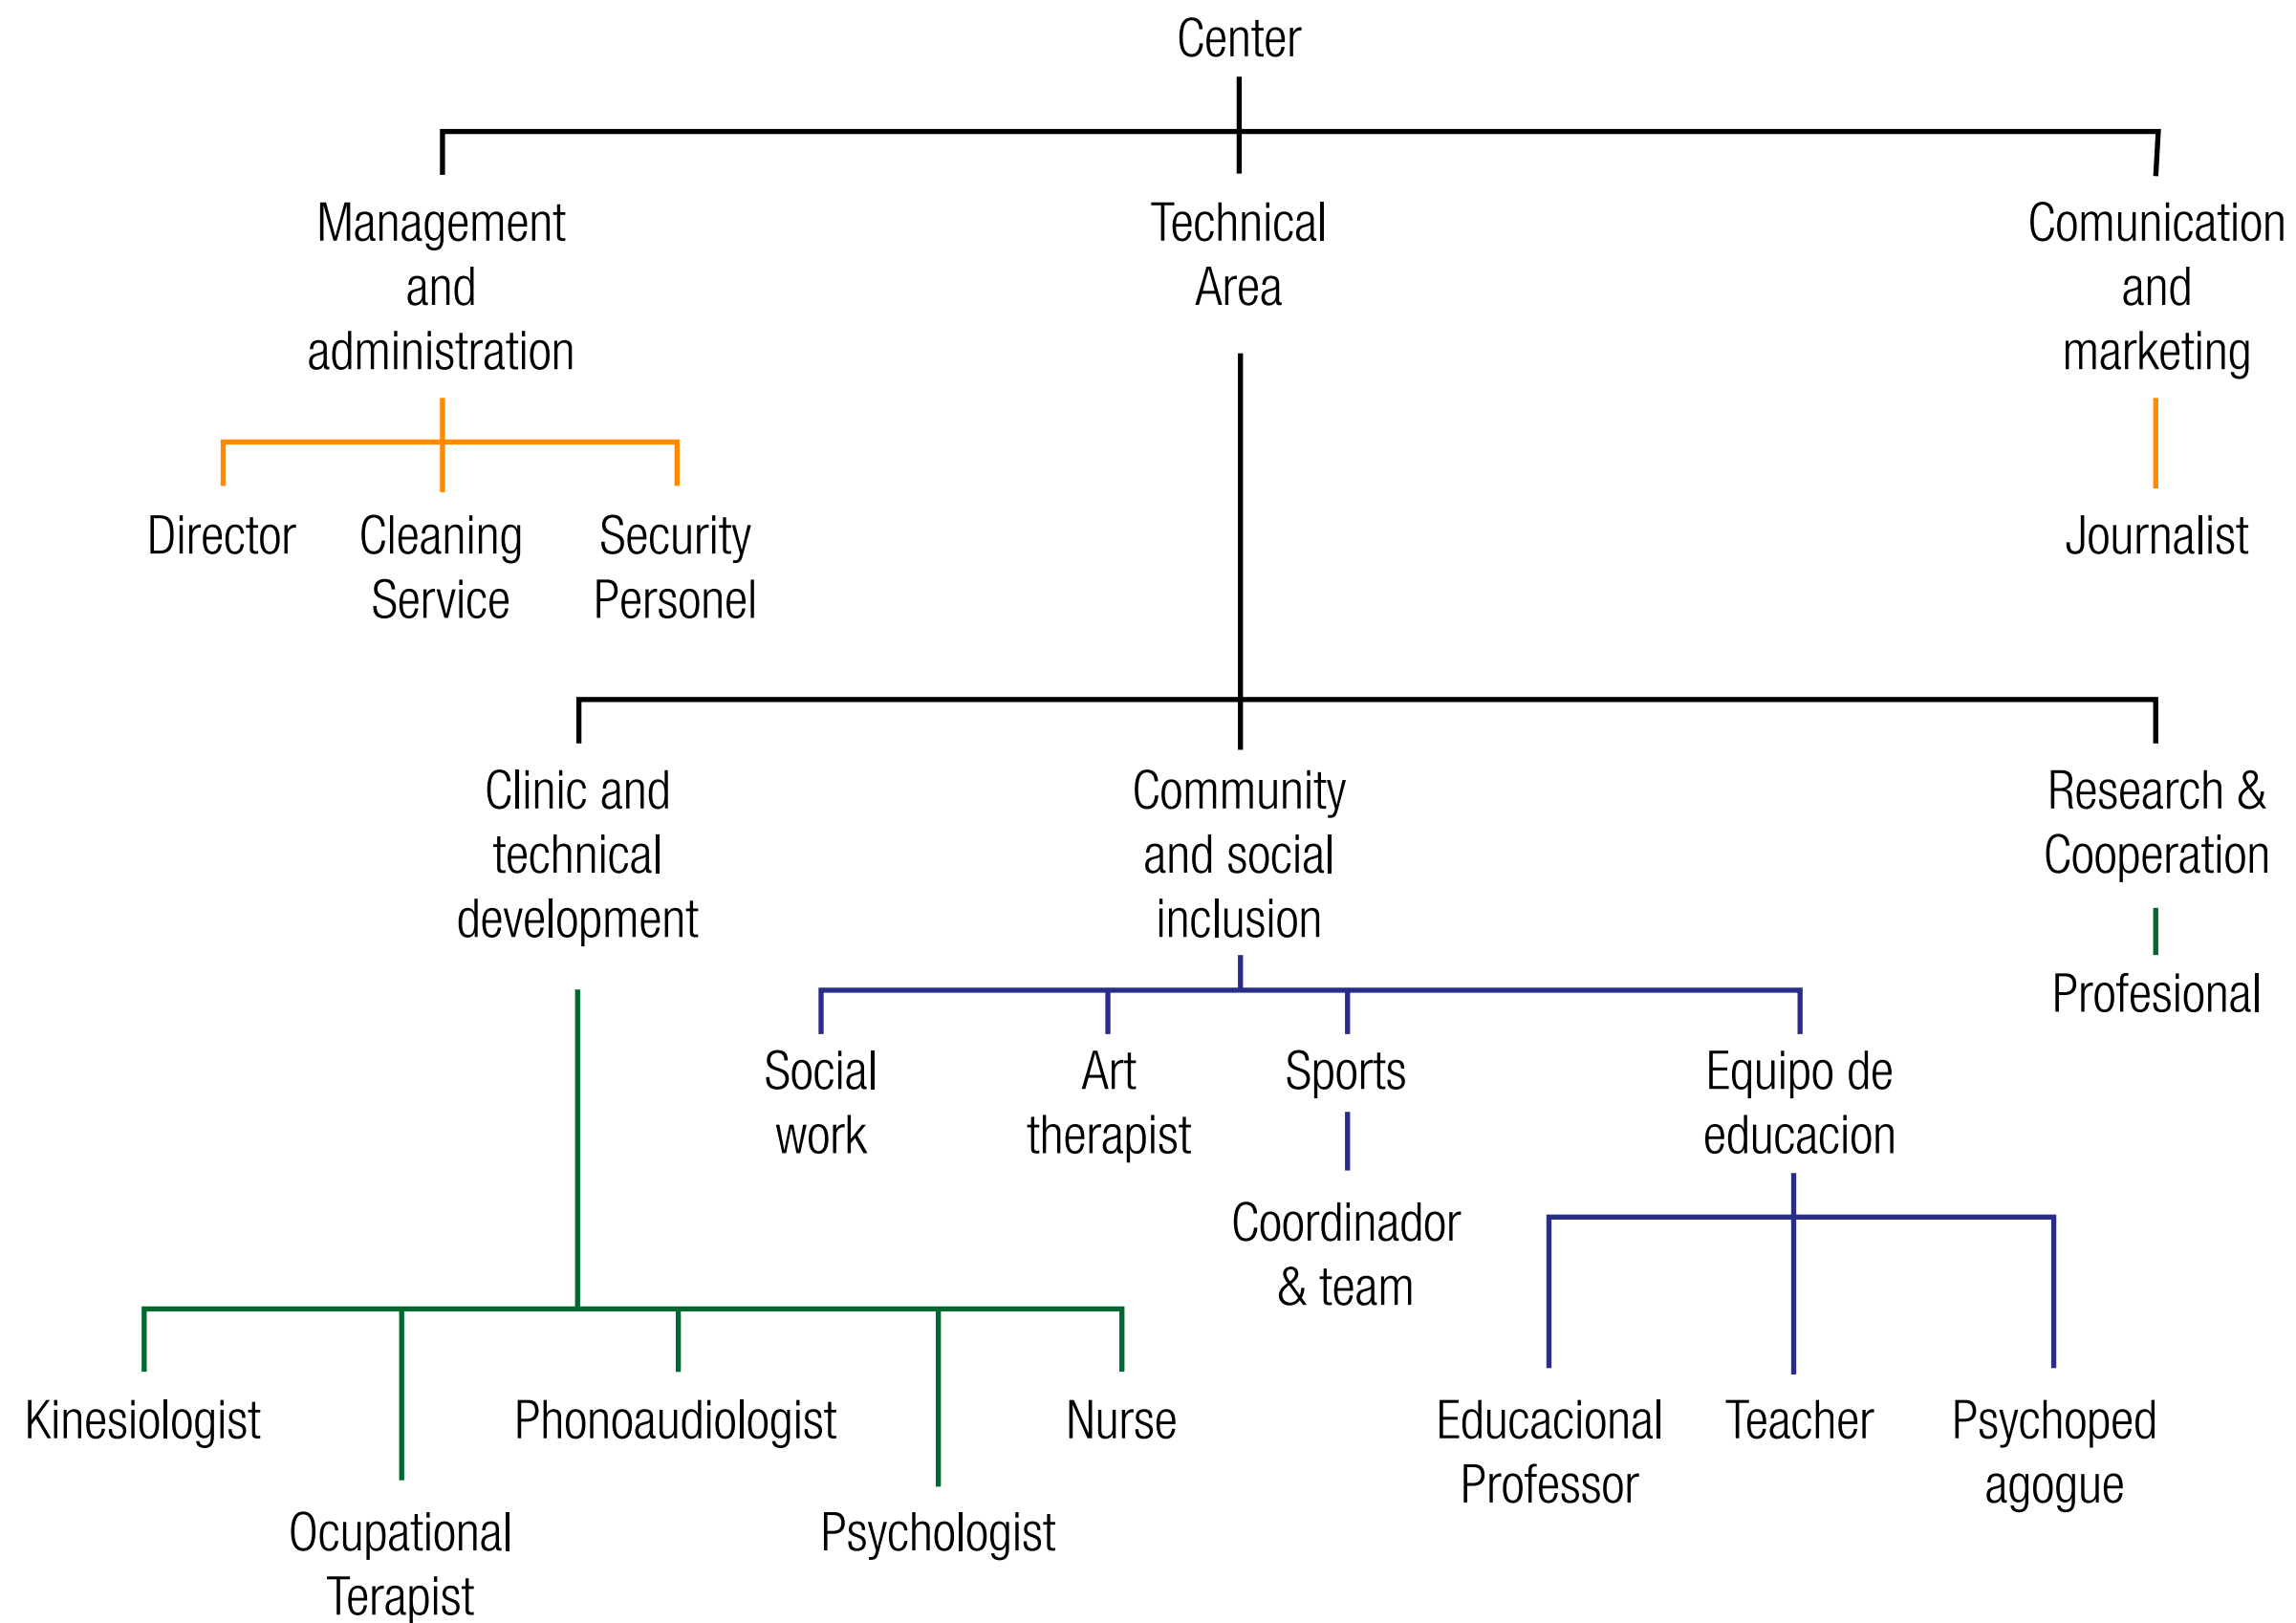 Center
Management
and
administration
Technical
Area
Comunication
and
marketing
Director
Cleaning
Service
Security
Personel
Journalist
Clinic and
technical
development
Community
and social
inclusion
Research &
Cooperation
Profesional
Social
work
Art
therapist
Sports
Coordinador
& team
Equipo de
educacion
Kinesiologist
Ocupational
Terapist
Phonoaudiologist
Psychologist
Nurse
Educacional
Professor
Teacher
Psychoped
agogue